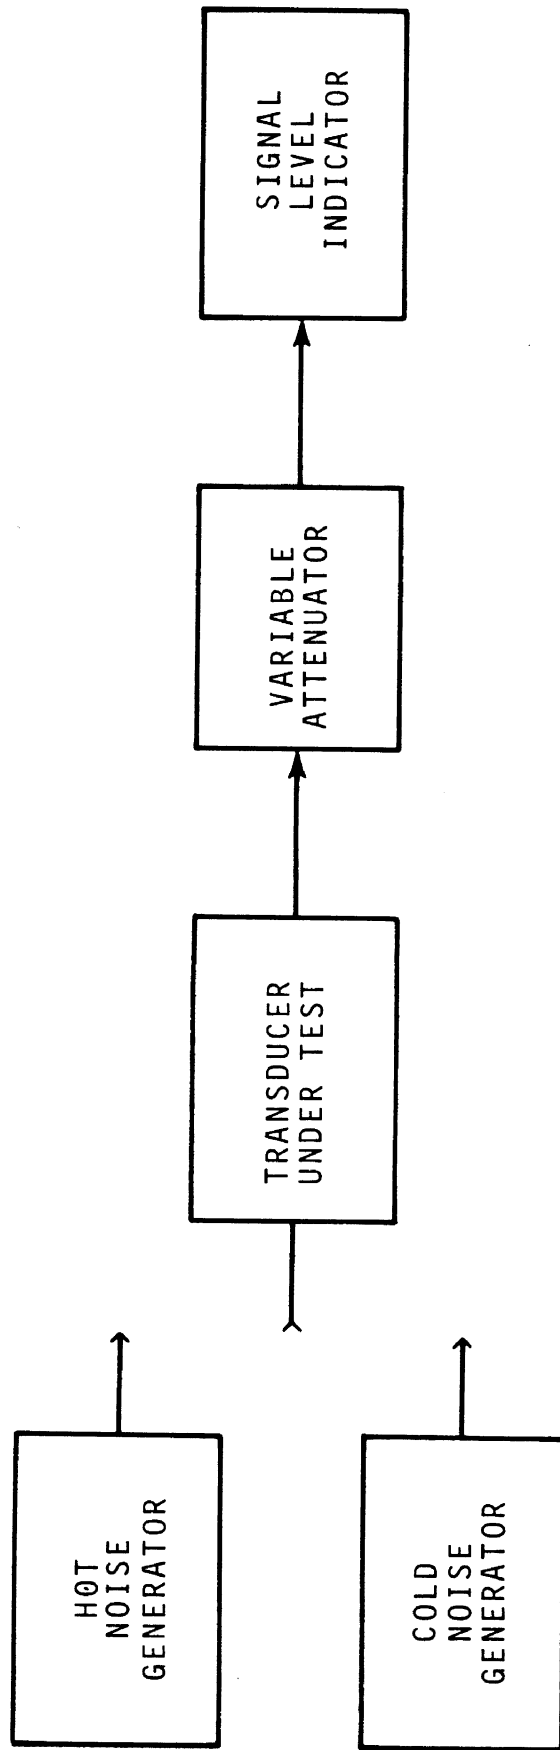 HOT
NOISE
GENERATOR
COLD
NOISE
GENERATOR
TRANSDUCER
UNDER TEST
VARIABLE
ATTENUATOR
SIGNAL
LEVEL
INDICATOR